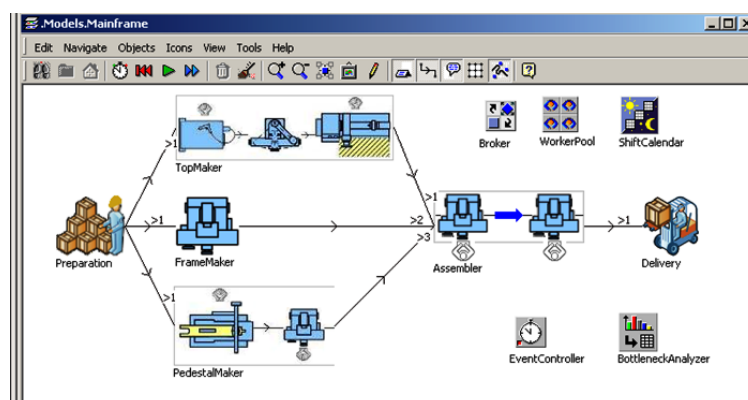 .Models.Mainframe
Edit Navigate Objects Icons View Tools Help
>1
TopMaker
Broker
WorkerPool
ShiftCalendar
Preparation
>1
FrameMaker
>1
>2
>3
Assembler
>1
Delivery
>1
PedestalMaker
EventController
BottleneckAnalyzer